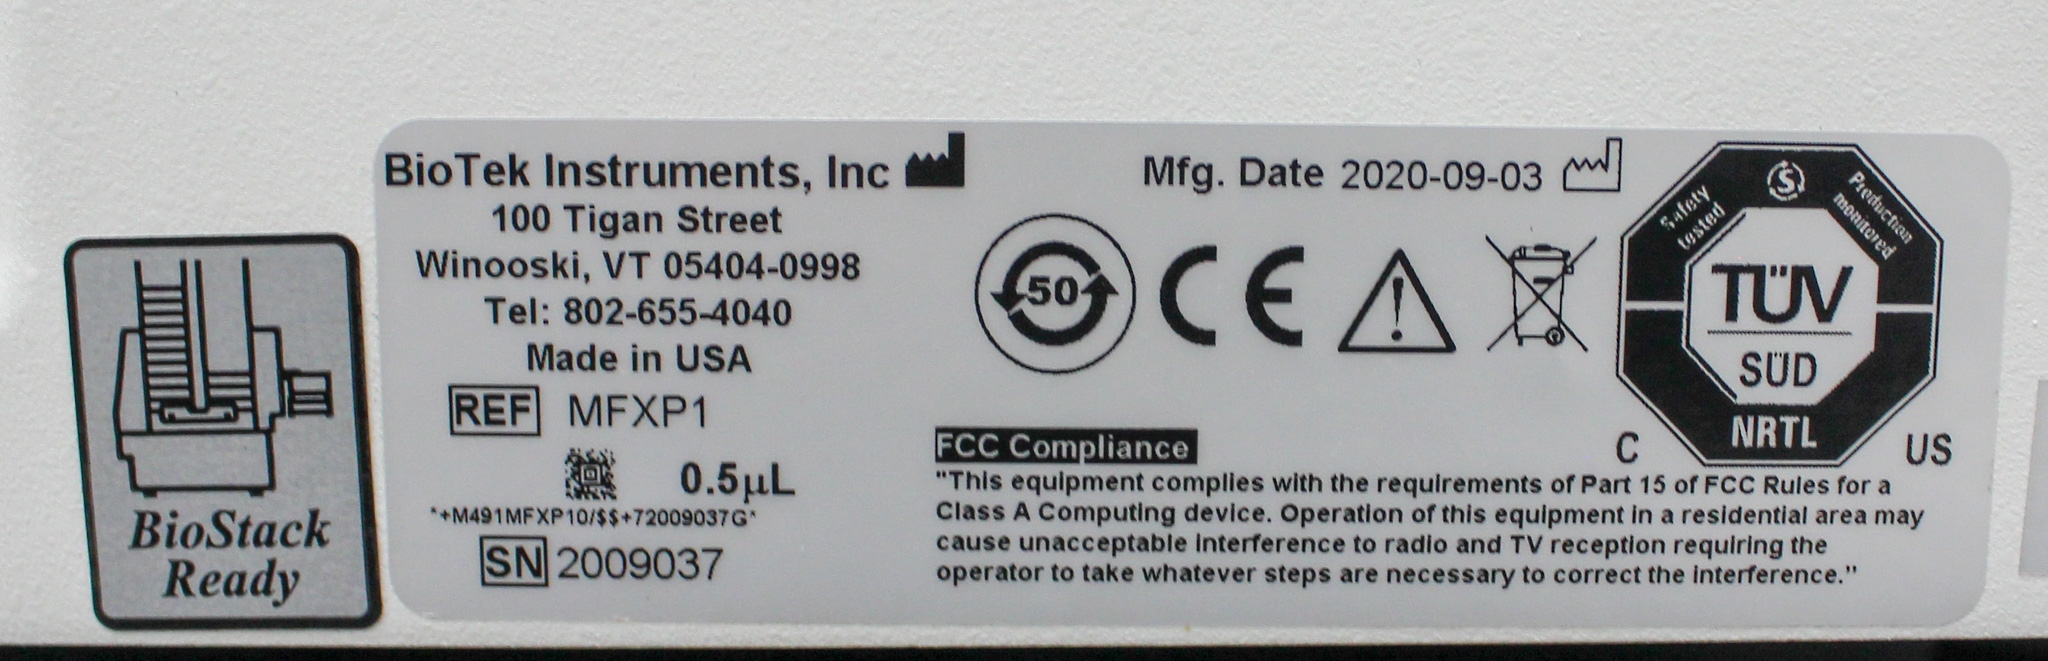 BioTek Instruments, Inc
100 Tigan Street
Winooski, VT 05404-0998
Tel: 802-655-4040
Made in USA
REF MFXP1
0.5µL
*+M491MFXP10/$$+72009037G*
SN 2009037
BioStack
Ready
Mfg. Date 2020-09-03
50
CE
Safety
tested
S
Production
monitored
TÜV
SÜD
NRTL
C US
FCC Compliance
"This equipment complies with the requirements of Part 15 of FCC Rules for a
Class A Computing device. Operation of this equipment in a residential area may
cause unacceptable interference to radio and TV reception requiring the
operator to take whatever steps are necessary to correct the interference."